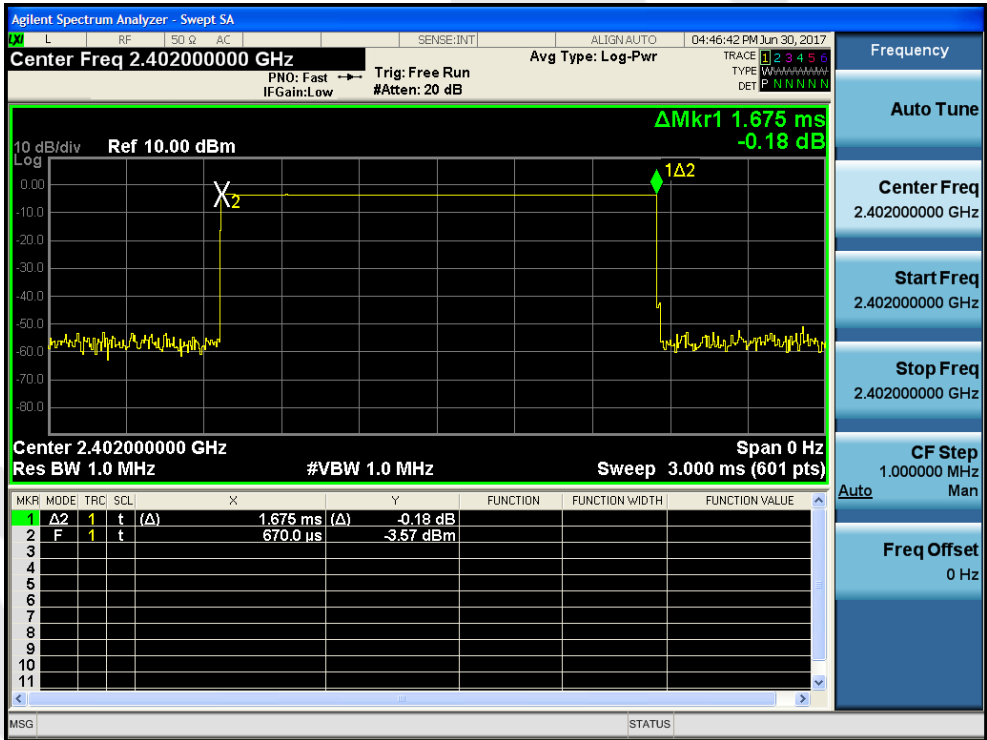 Agilent Spectrum Analyzer - Swept SA
LXI L RF 50 Ω AC SENSE:INT ALIGN AUTO 04:46:42 PM Jun 30, 2017
Center Freq 2.402000000 GHz
PNO: Fast
IFGain:Low
Trig: Free Run
#Atten: 20 dB
Avg Type: Log-Pwr
TRACE 1 2 3 4 5 6
TYPE WWWWWW
DET P N N N N N
ΔMkr1 1.675 ms
-0.18 dB
10 dB/div Ref 10.00 dBm
Log
0.00
-10.0
-20.0
-30.0
-40.0
-50.0
-60.0
-70.0
-80.0
2
1Δ2
Center 2.402000000 GHz Span 0 Hz
Res BW 1.0 MHz #VBW 1.0 MHz Sweep 3.000 ms (601 pts)
MKR MODE TRC SCL X Y FUNCTION FUNCTION WIDTH FUNCTION VALUE
1 Δ2 1 t (Δ) 1.675 ms (Δ) -0.18 dB
2 F 1 t 670.0 µs -3.57 dBm
3
4
5
6
7
8
9
10
11
MSG STATUS
Frequency
Auto Tune
Center Freq
2.402000000 GHz
Start Freq
2.402000000 GHz
Stop Freq
2.402000000 GHz
CF Step
1.000000 MHz
Auto Man
Freq Offset
0 Hz